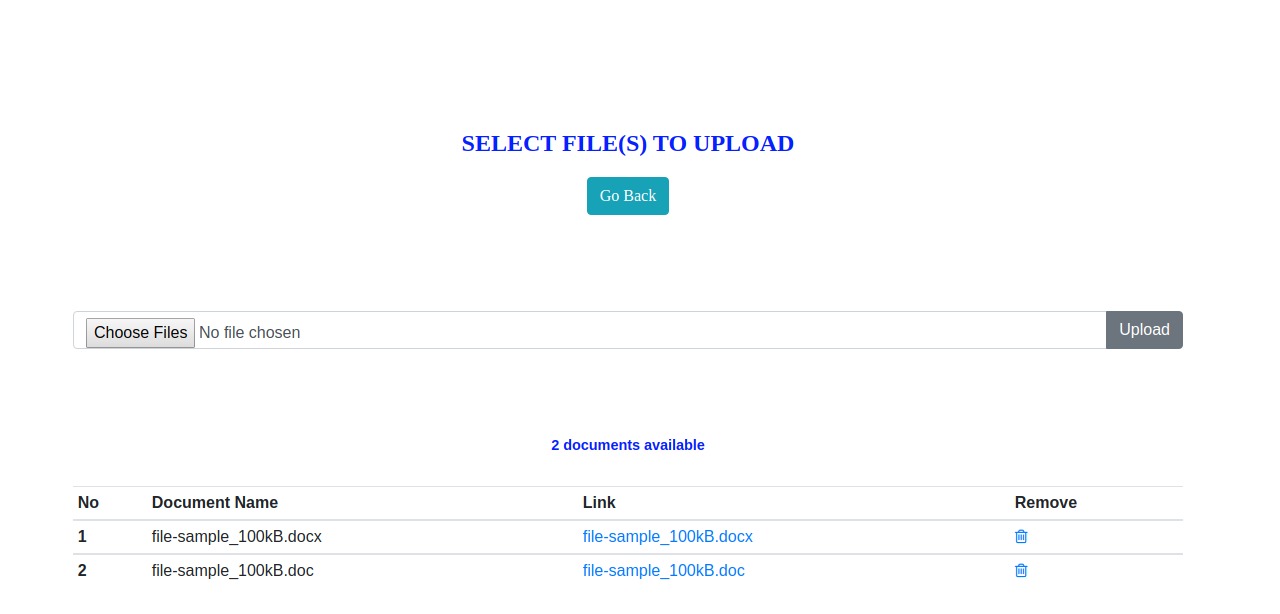 SELECT FILE(S) TO UPLOAD
Go Back
Choose Files No file chosen Upload
2 documents available
No Document Name Link Remove
1 file-sample_100kB.docx file-sample_100kB.docx
2 file-sample_100kB.doc file-sample_100kB.doc